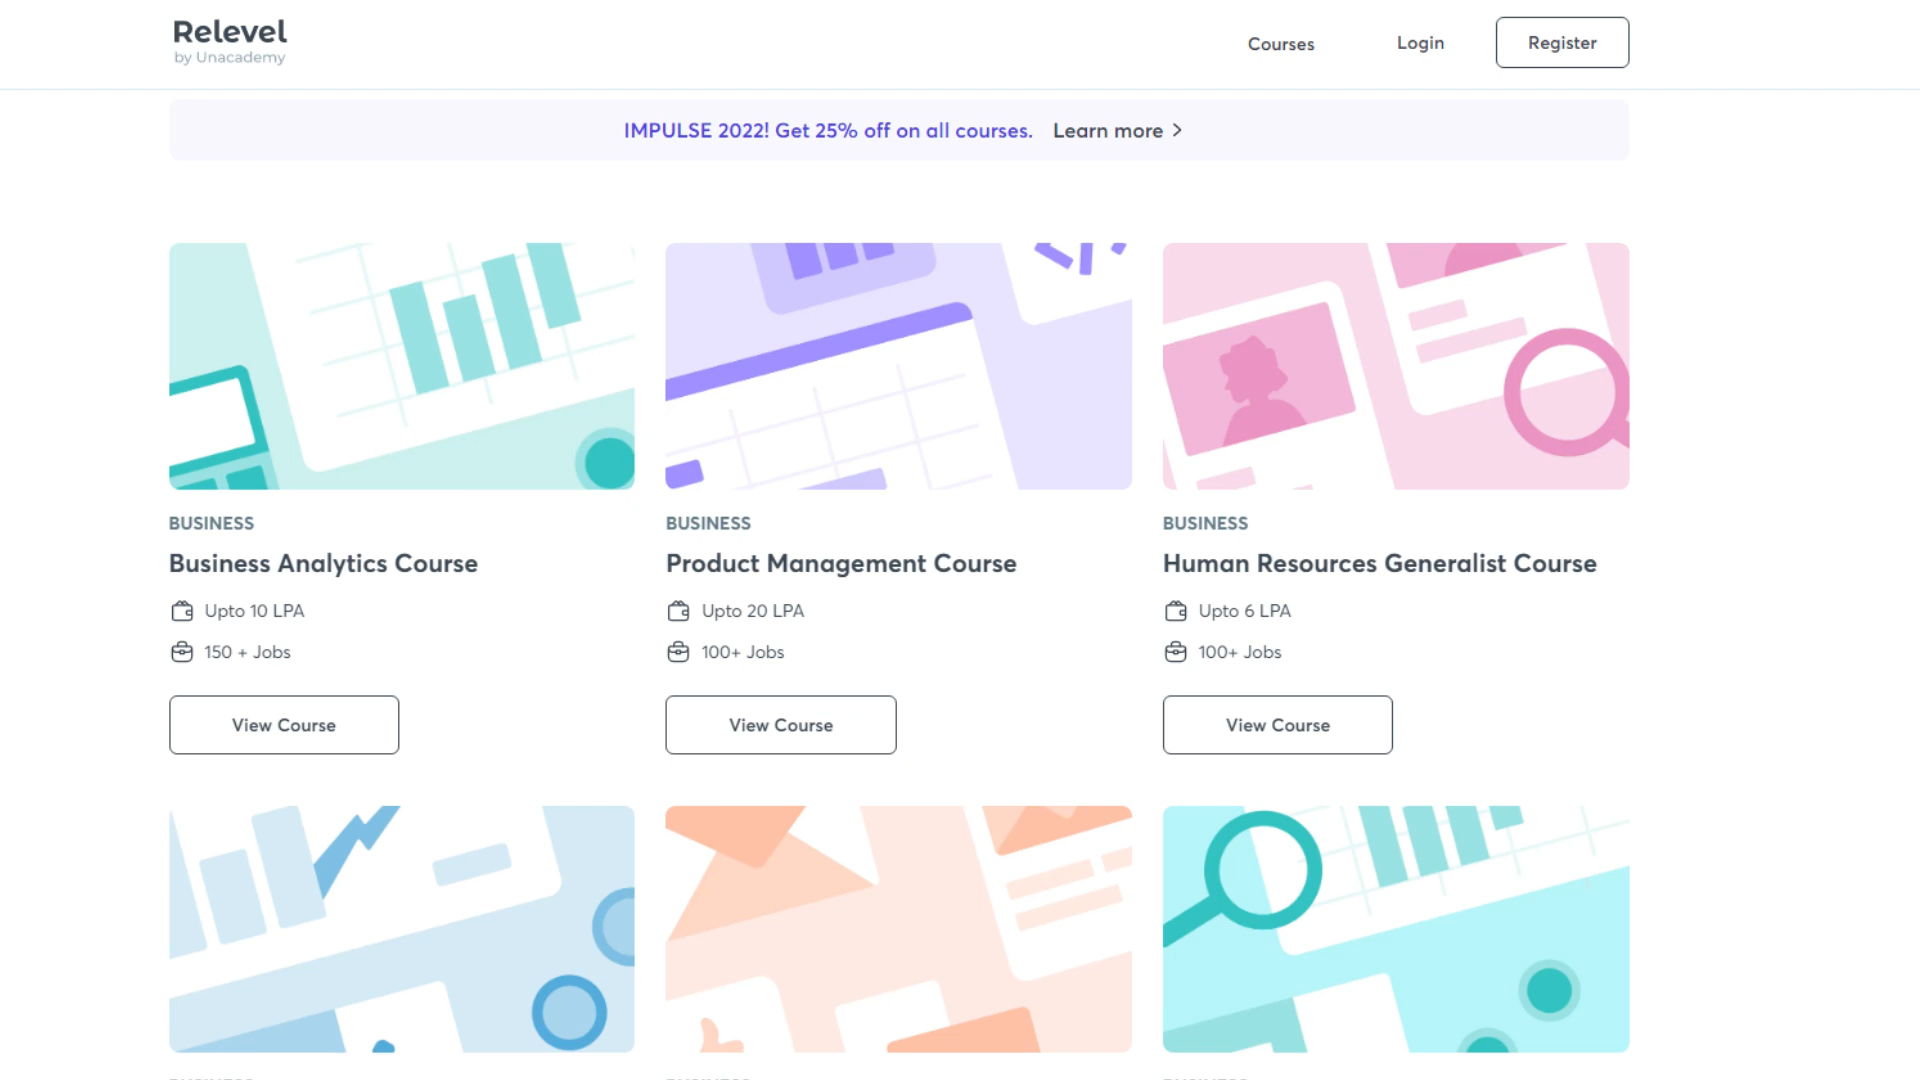 Relevel
by Unacademy
Courses
Login
Register
IMPULSE 2022! Get 25% off on all courses. Learn more >
BUSINESS
Business Analytics Course
Upto 10 LPA
150 + Jobs
View Course
BUSINESS
Product Management Course
Upto 20 LPA
100+ Jobs
View Course
BUSINESS
Human Resources Generalist Course
Upto 6 LPA
100+ Jobs
View Course